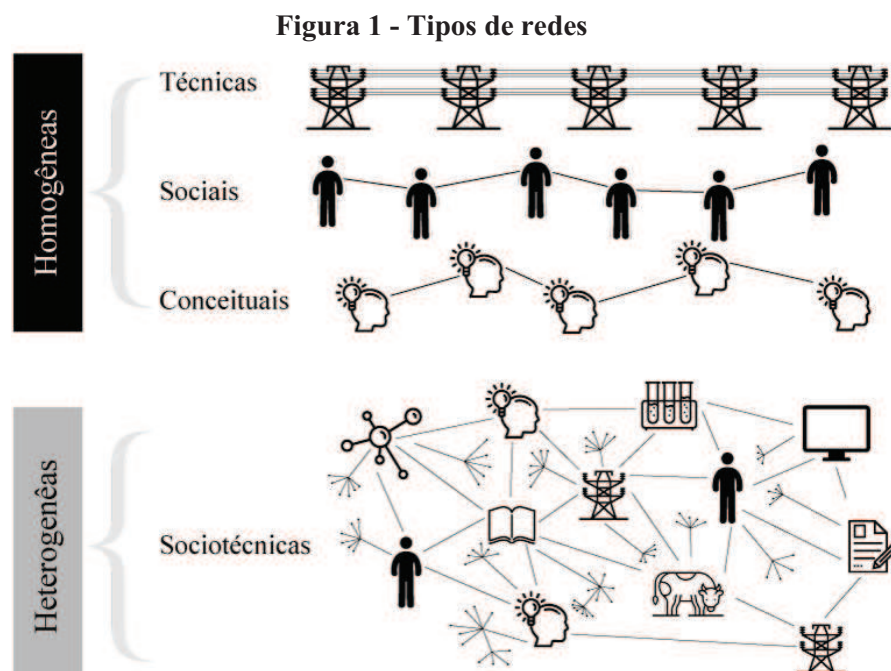 Figura 1 - Tipos de redes
Homogêneas
Técnicas
Sociais
Conceituais
Heterogenêas
Sociotécnicas